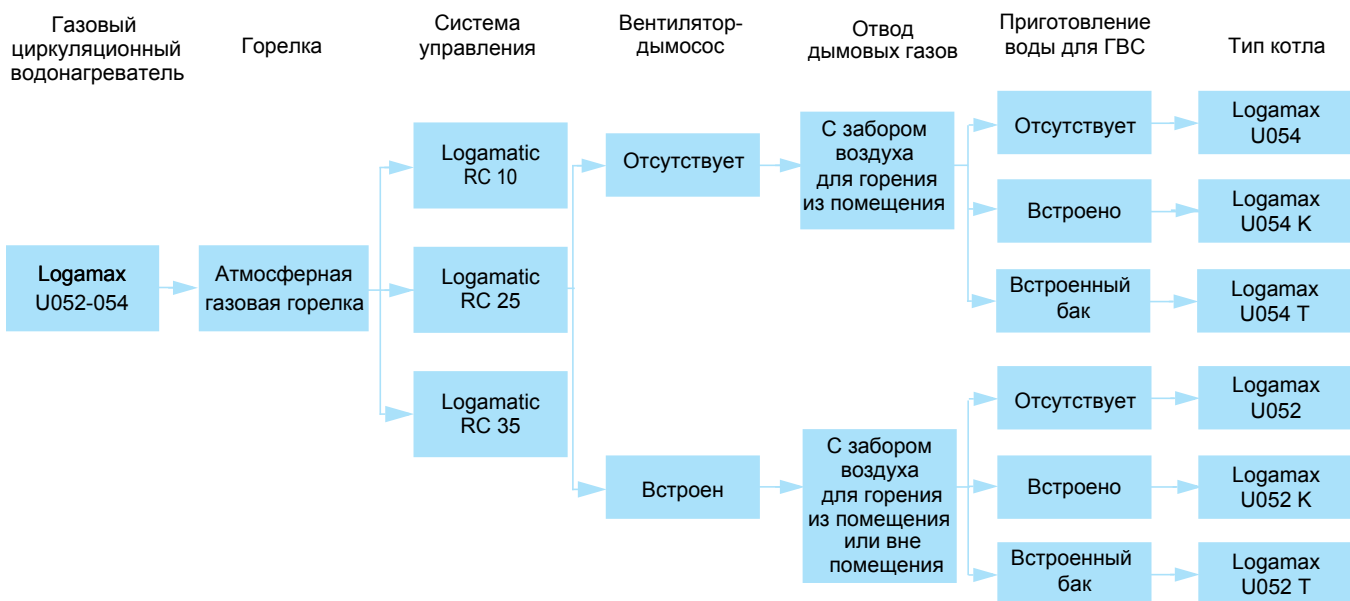 Газовый
циркуляционный
водонагреватель
Горелка
Система
управления
Вентилятор-
дымосос
Отвод
дымовых газов
Приготовление
воды для ГВС
Тип котла
Logamax
U052-054
Атмосферная
газовая горелка
Logamatic
RC 10
Logamatic
RC 25
Logamatic
RC 35
Отсутствует
Встроен
С забором
воздуха
для горения
из помещения
С забором
воздуха
для горения
из помещения
или вне
помещения
Отсутствует
Встроено
Встроенный
бак
Отсутствует
Встроено
Встроенный
бак
Logamax
U054
Logamax
U054 K
Logamax
U054 T
Logamax
U052
Logamax
U052 K
Logamax
U052 T